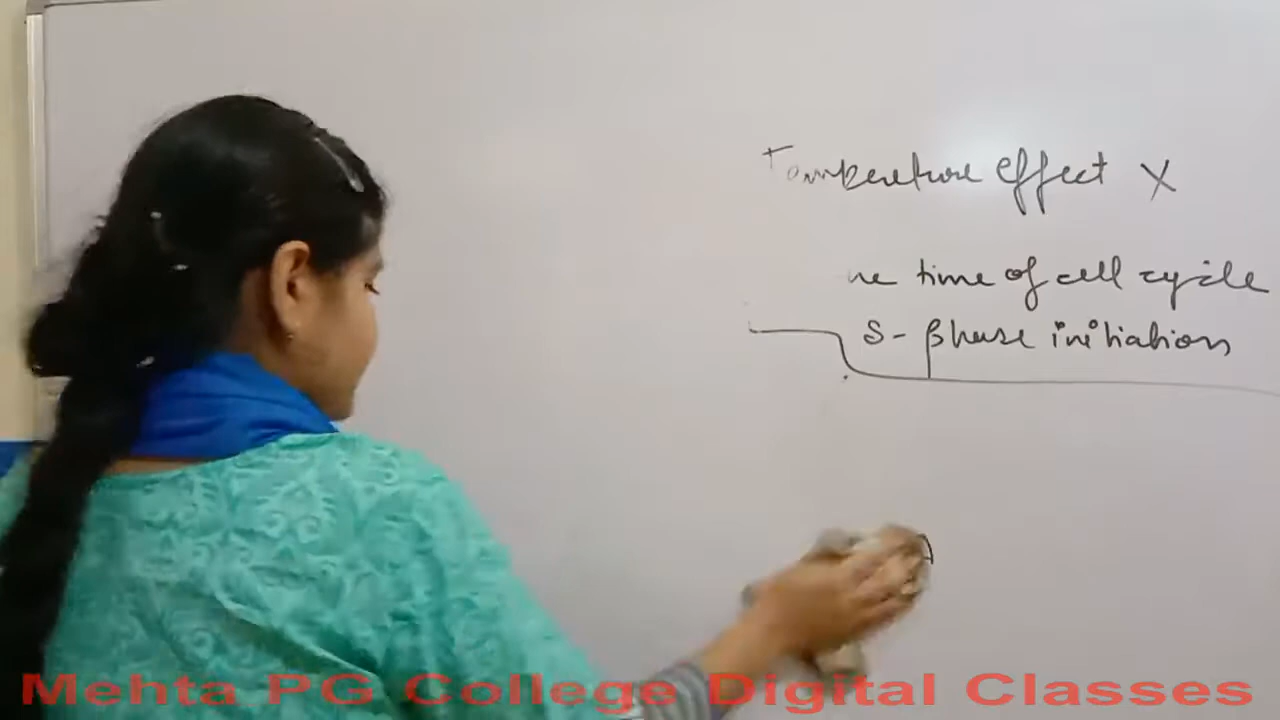 Temperature effect X
ne time of cell cycle
S-phase initiation
Mehta PG College Digital Classes